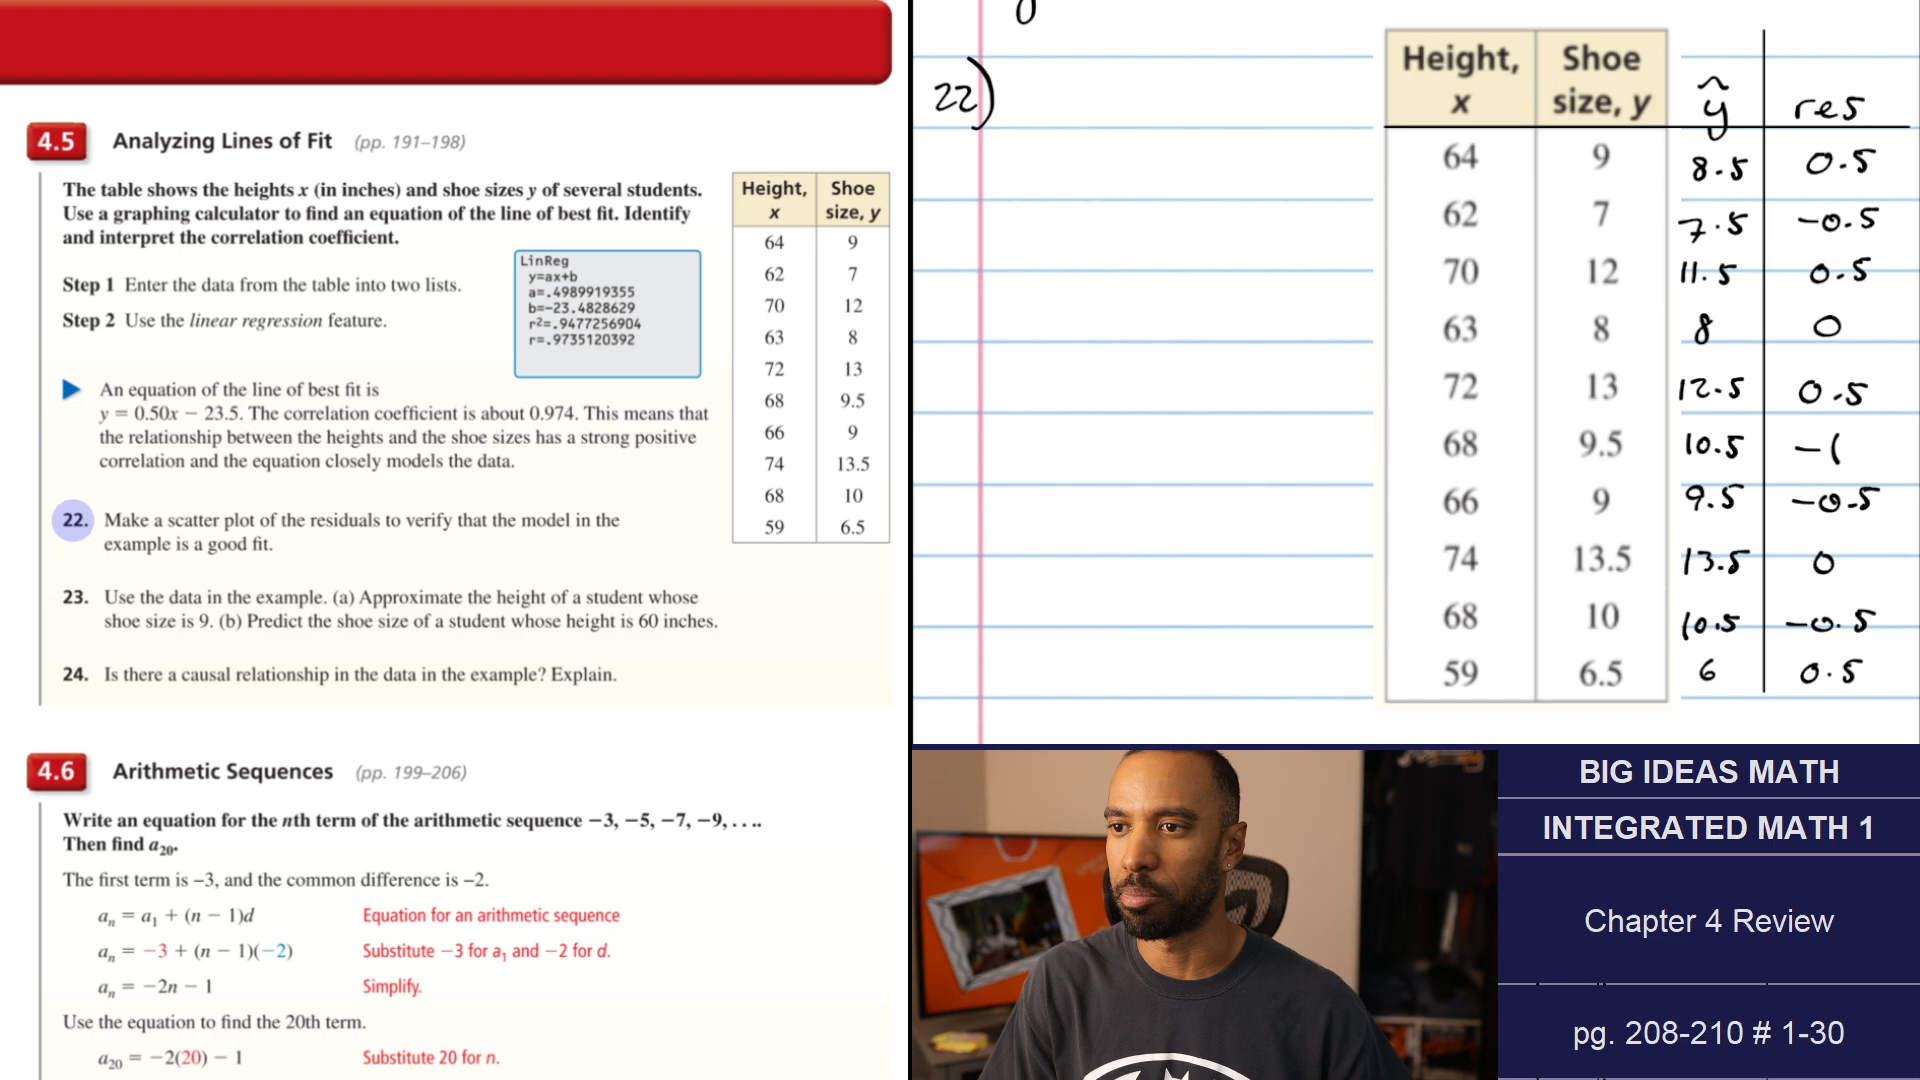 4.5 Analyzing Lines of Fit (pp. 191–198)
The table shows the heights x (in inches) and shoe sizes y of several students.
Use a graphing calculator to find an equation of the line of best fit. Identify
and interpret the correlation coefficient.
Step 1 Enter the data from the table into two lists.
Step 2 Use the linear regression feature.
LinReg
y=ax+b
a=.4989919355
b=-23.4828629
r²=.9477256904
r=.9735120392
An equation of the line of best fit is
y = 0.50x − 23.5. The correlation coefficient is about 0.974. This means that
the relationship between the heights and the shoe sizes has a strong positive
correlation and the equation closely models the data.
Height, x Shoe size, y
64 9
62 7
70 12
63 8
72 13
68 9.5
66 9
74 13.5
68 10
59 6.5
22. Make a scatter plot of the residuals to verify that the model in the
example is a good fit.
23. Use the data in the example. (a) Approximate the height of a student whose
shoe size is 9. (b) Predict the shoe size of a student whose height is 60 inches.
24. Is there a causal relationship in the data in the example? Explain.
4.6 Arithmetic Sequences (pp. 199–206)
Write an equation for the nth term of the arithmetic sequence −3, −5, −7, −9, . . ..
Then find a₂₀.
The first term is −3, and the common difference is −2.
aₙ = a₁ + (n − 1)d Equation for an arithmetic sequence
aₙ = −3 + (n − 1)(−2) Substitute −3 for a₁ and −2 for d.
aₙ = −2n − 1 Simplify.
Use the equation to find the 20th term.
a₂₀ = −2(20) − 1 Substitute 20 for n.
22)
Height, x Shoe size, y ŷ res
64 9 8.5 0.5
62 7 7.5 −0.5
70 12 11.5 0.5
63 8 8 0
72 13 12.5 0.5
68 9.5 10.5 −1
66 9 9.5 −0.5
74 13.5 13.5 0
68 10 10.5 −0.5
59 6.5 6 0.5
BIG IDEAS MATH
INTEGRATED MATH 1
Chapter 4 Review
pg. 208-210 # 1-30